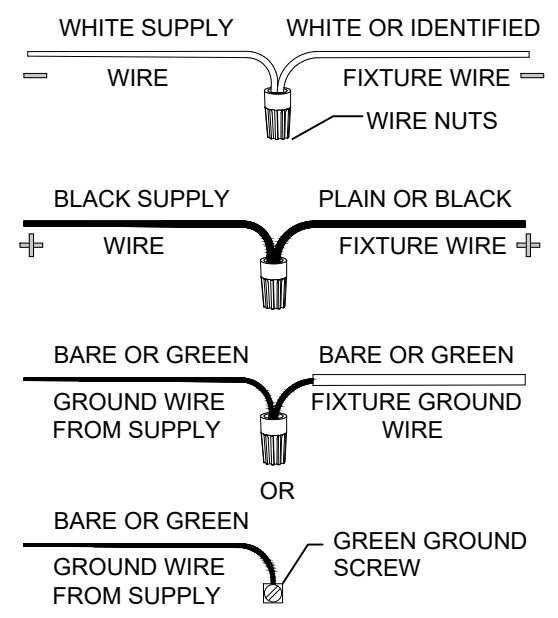 WHITE SUPPLY WHITE OR IDENTIFIED
WIRE FIXTURE WIRE
WIRE NUTS
BLACK SUPPLY PLAIN OR BLACK
WIRE FIXTURE WIRE
BARE OR GREEN BARE OR GREEN
GROUND WIRE FIXTURE GROUND
FROM SUPPLY WIRE
OR
BARE OR GREEN
GREEN GROUND
GROUND WIRE SCREW
FROM SUPPLY